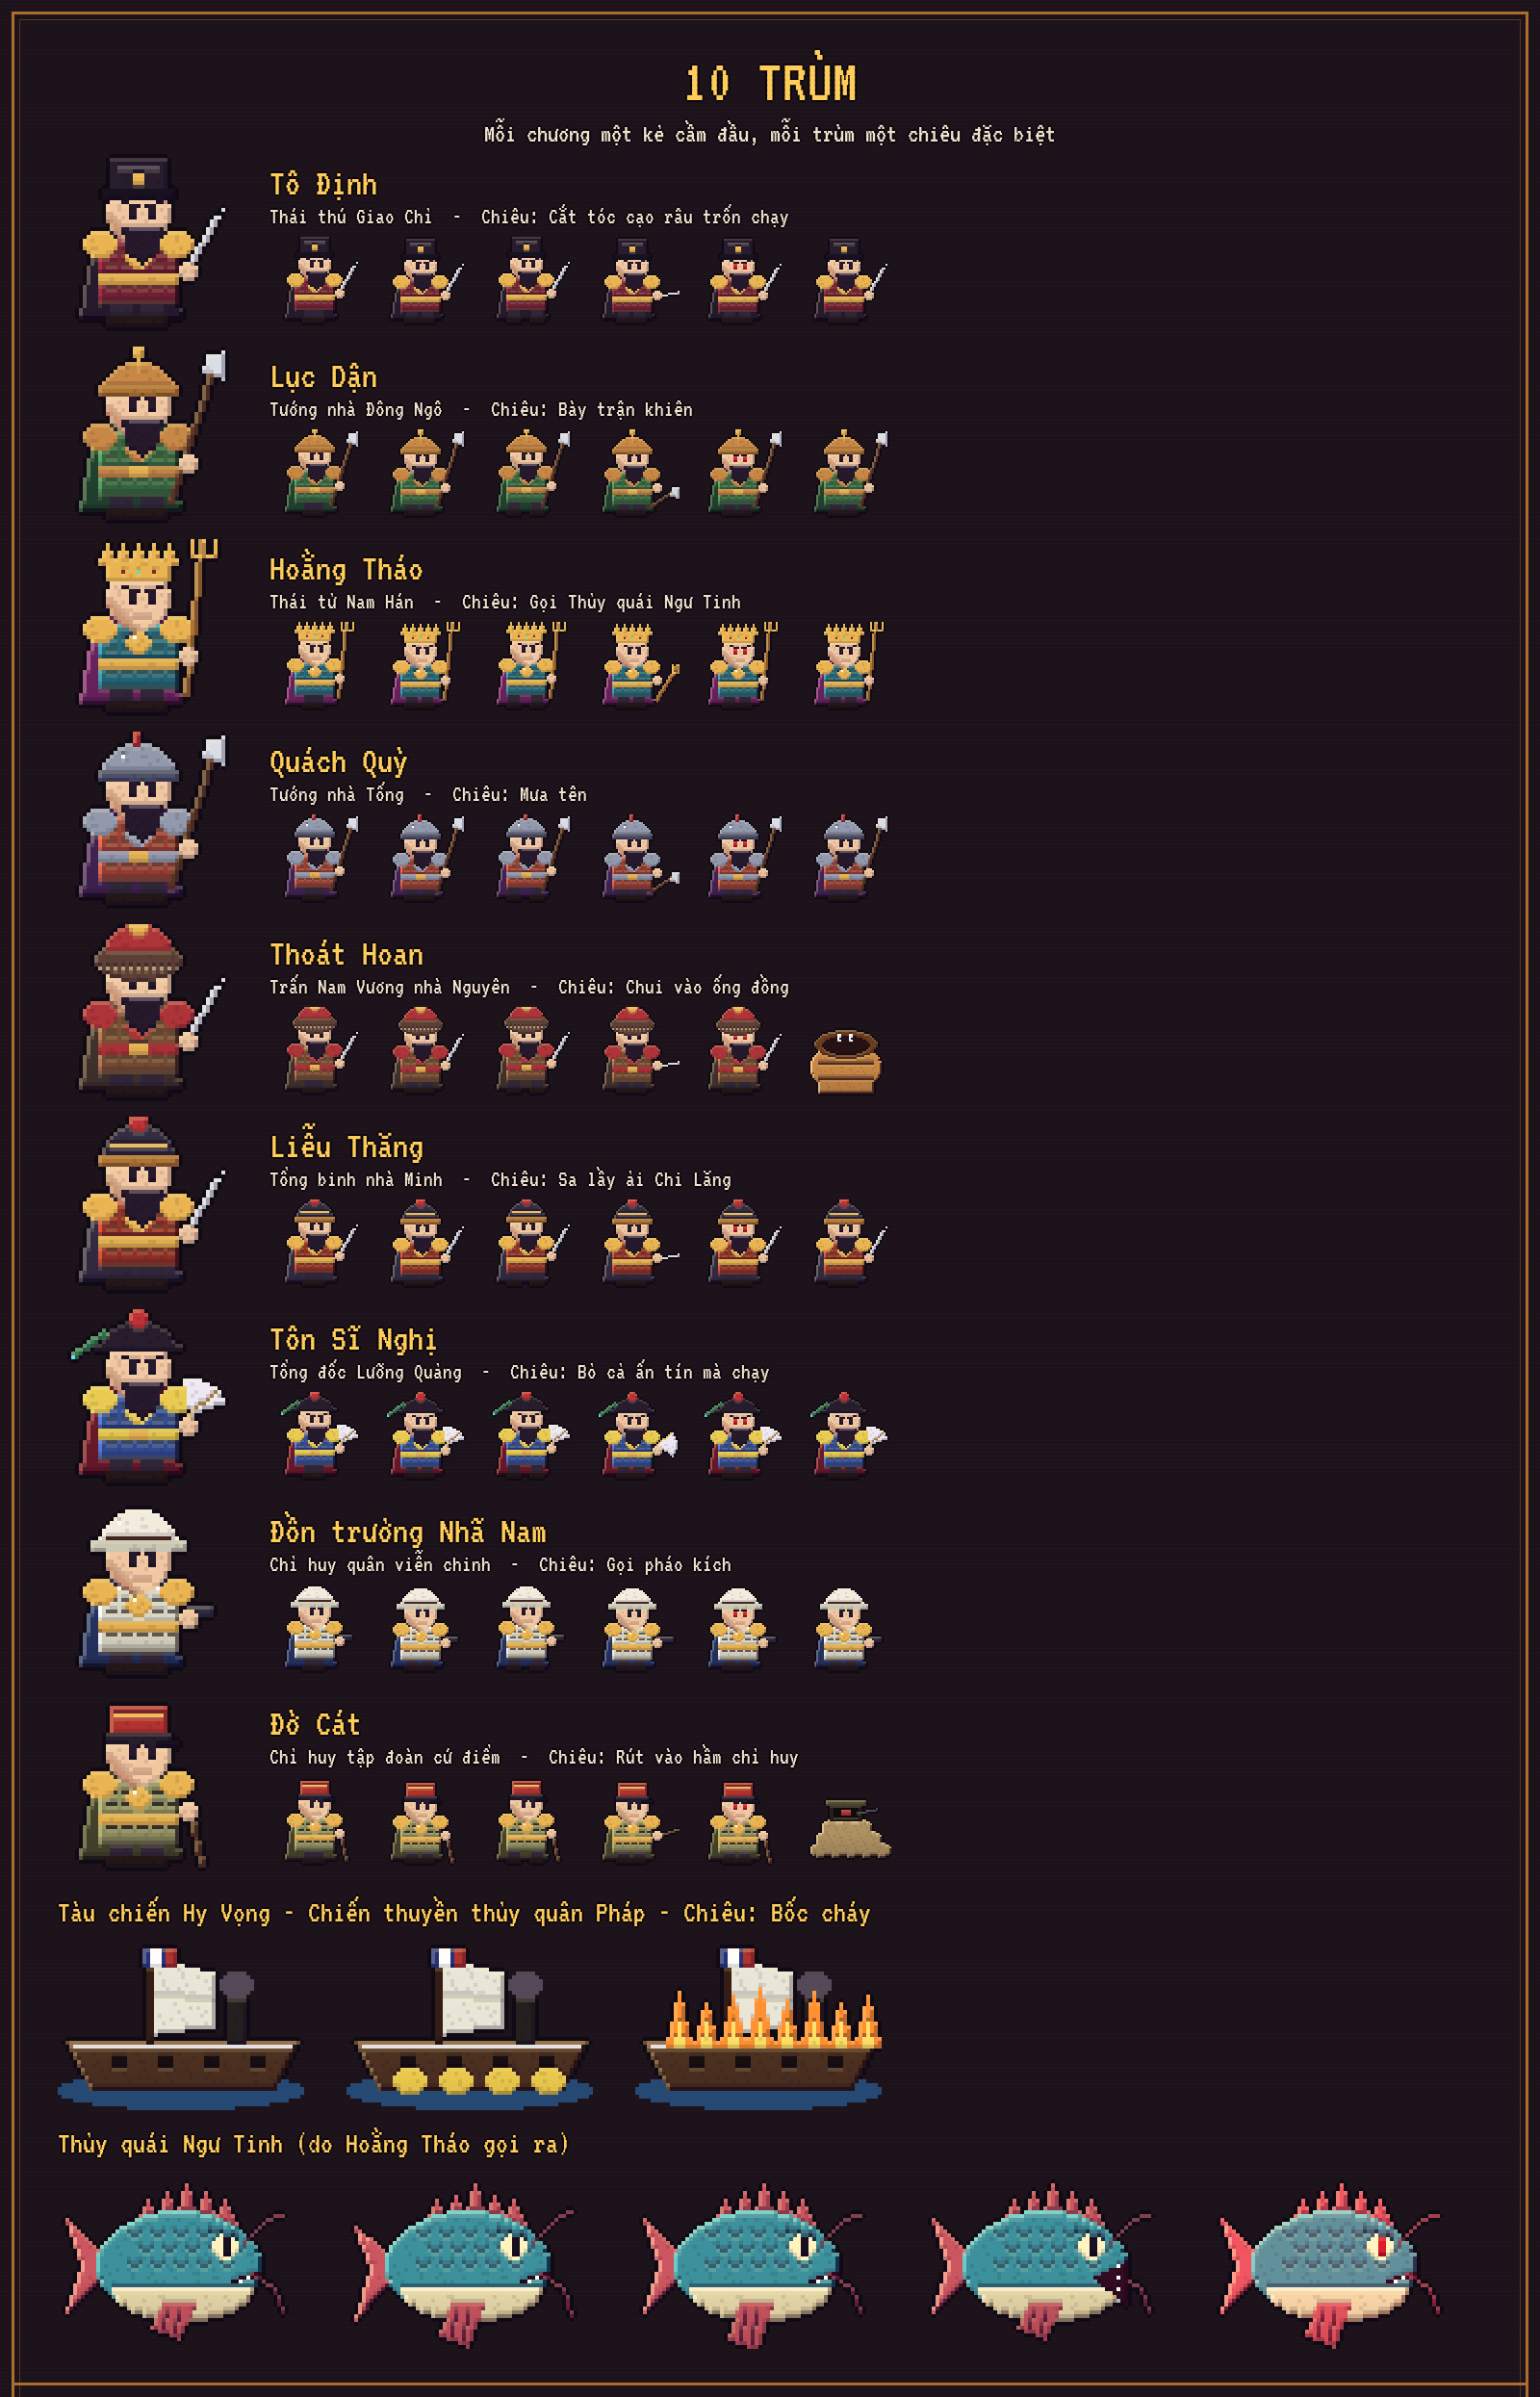 10 TRÙM
Mỗi chương một kẻ cầm đầu, mỗi trùm một chiêu đặc biệt
Tô Định
Thái thú Giao Chỉ - Chiêu: Cắt tóc cạo râu trốn chạy
Lục Dận
Tướng nhà Đông Ngô - Chiêu: Bày trận khiên
Hoằng Tháo
Thái tử Nam Hán - Chiêu: Gọi Thủy quái Ngư Tinh
Quách Quỳ
Tướng nhà Tống - Chiêu: Mưa tên
Thoát Hoan
Trấn Nam Vương nhà Nguyên - Chiêu: Chui vào ống đồng
Liễu Thăng
Tổng binh nhà Minh - Chiêu: Sa lầy ải Chi Lăng
Tôn Sĩ Nghị
Tổng đốc Lưỡng Quảng - Chiêu: Bỏ cả ấn tín mà chạy
Đồn trưởng Nhã Nam
Chỉ huy quân viễn chinh - Chiêu: Gọi pháo kích
Đờ Cát
Chỉ huy tập đoàn cứ điểm - Chiêu: Rút vào hầm chỉ huy
Tàu chiến Hy Vọng - Chiến thuyền thủy quân Pháp - Chiêu: Bốc cháy
Thủy quái Ngư Tinh (do Hoằng Tháo gọi ra)